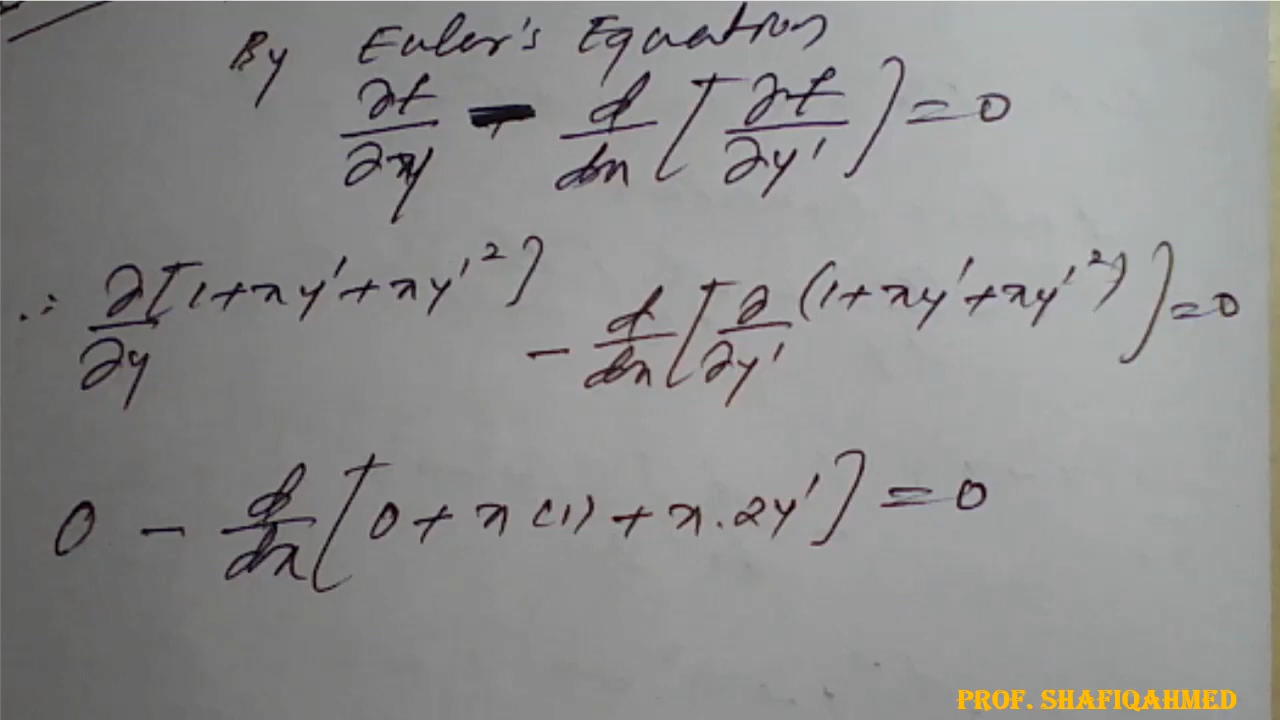 By Euler's Equation
∂f/∂y - d/dx [∂f/∂y'] = 0
∴ ∂/∂y [1+xy'+xy'²] - d/dx [∂/∂y' (1+xy'+xy'²)] = 0
0 - d/dx [0 + x(1) + x.2y'] = 0
PROF. SHAFIQAHMED